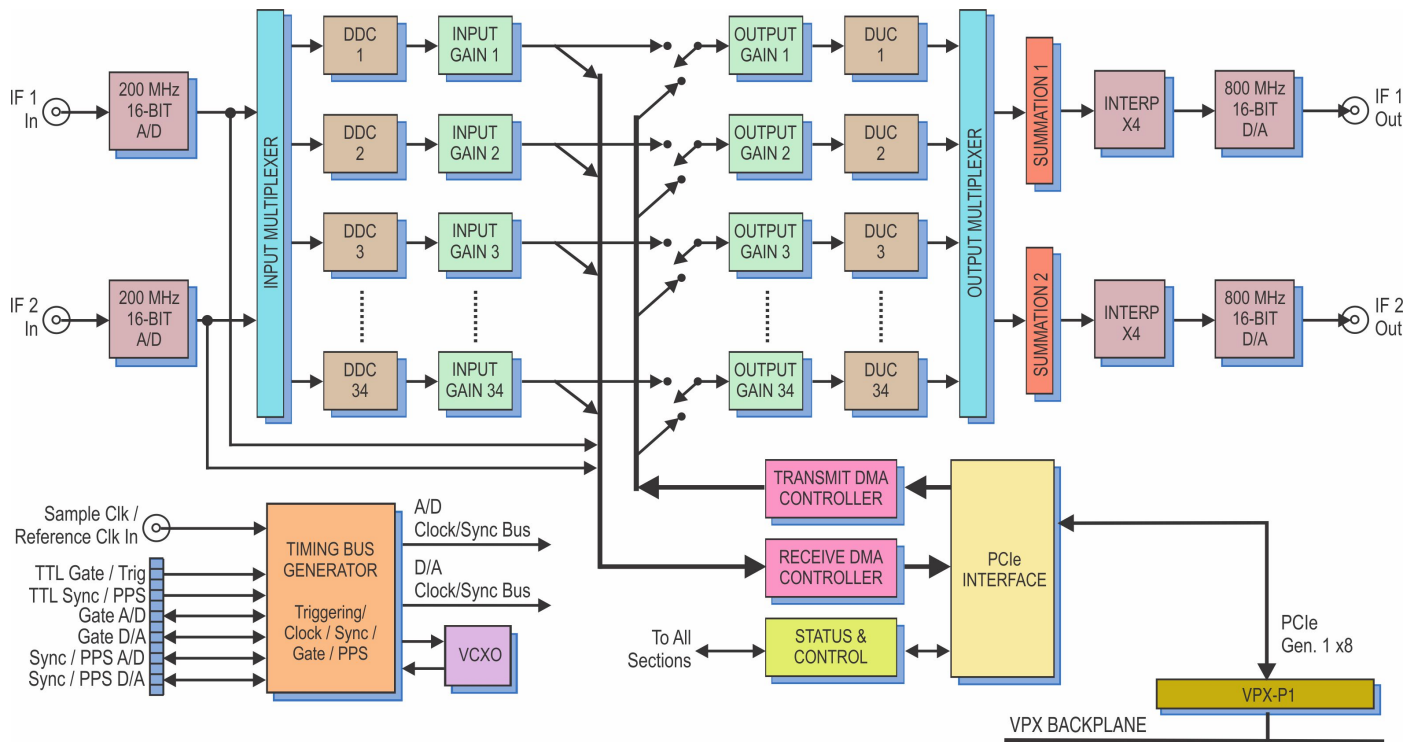 IF 1
In
200 MHz
16-BIT
A/D
IF 2
In
200 MHz
16-BIT
A/D
INPUT MULTIPLEXER
DDC
1
INPUT
GAIN 1
DDC
2
INPUT
GAIN 2
DDC
3
INPUT
GAIN 3
DDC
34
INPUT
GAIN 34
OUTPUT
GAIN 1
DUC
1
OUTPUT
GAIN 2
DUC
2
OUTPUT
GAIN 3
DUC
3
OUTPUT
GAIN 34
DUC
34
OUTPUT MULTIPLEXER
SUMMATION 1
INTERP
X4
800 MHz
16-BIT
D/A
IF 1
Out
SUMMATION 2
INTERP
X4
800 MHz
16-BIT
D/A
IF 2
Out
Sample Clk /
Reference Clk In
TTL Gate / Trig
TTL Sync / PPS
Gate A/D
Gate D/A
Sync / PPS A/D
Sync / PPS D/A
TIMING BUS
GENERATOR
Triggering/
Clock / Sync /
Gate / PPS
A/D
Clock/Sync Bus
D/A
Clock/Sync Bus
VCXO
TRANSMIT DMA
CONTROLLER
RECEIVE DMA
CONTROLLER
To All
Sections
STATUS &
CONTROL
PCIe
INTERFACE
PCIe
Gen. 1 x8
VPX-P1
VPX BACKPLANE